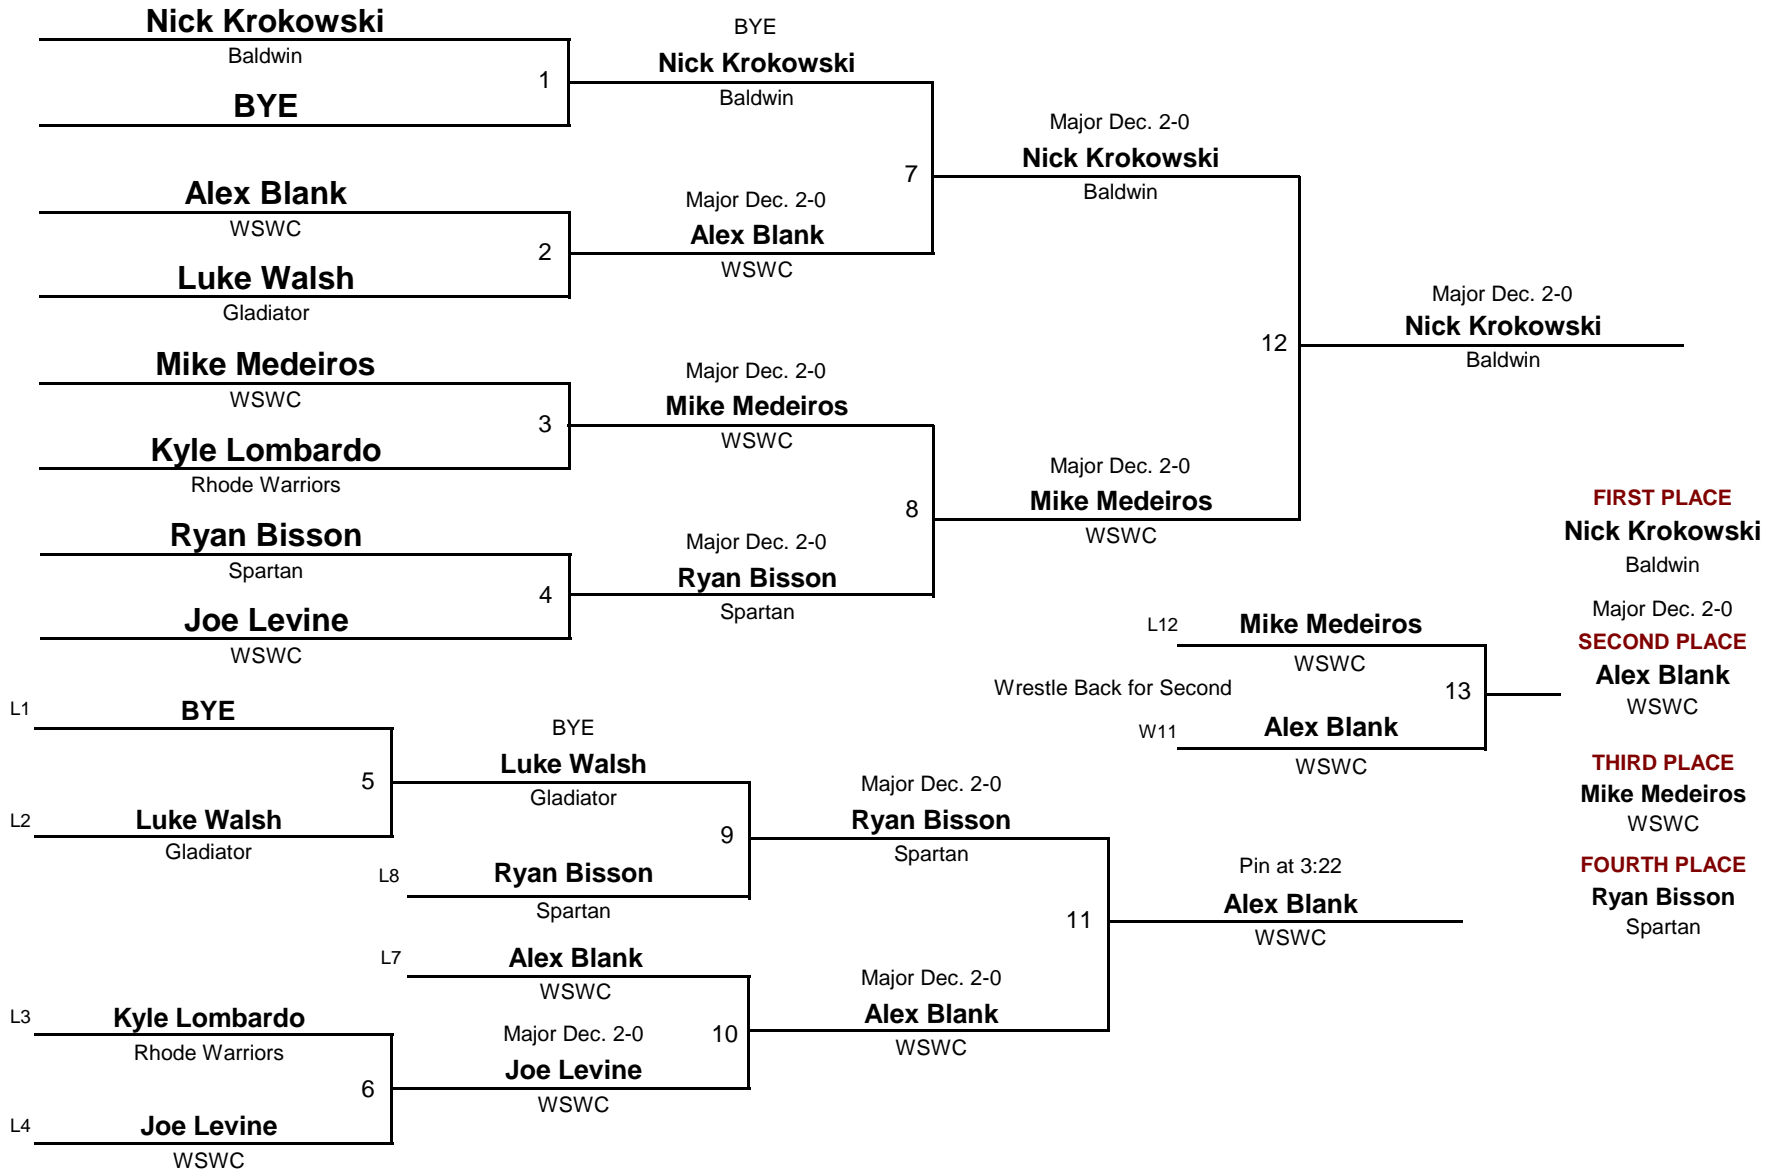 Nick Krokowski
Baldwin
1
BYE
BYE
Nick Krokowski
Baldwin
Alex Blank
WSWC
2
Luke Walsh
Gladiator
Major Dec. 2-0
Alex Blank
WSWC
7
Major Dec. 2-0
Nick Krokowski
Baldwin
Mike Medeiros
WSWC
3
Kyle Lombardo
Rhode Warriors
Major Dec. 2-0
Mike Medeiros
WSWC
Ryan Bisson
Spartan
4
Joe Levine
WSWC
Major Dec. 2-0
Ryan Bisson
Spartan
8
Major Dec. 2-0
Mike Medeiros
WSWC
12
Major Dec. 2-0
Nick Krokowski
Baldwin
FIRST PLACE
Nick Krokowski
Baldwin
Major Dec. 2-0
SECOND PLACE
Alex Blank
WSWC
THIRD PLACE
Mike Medeiros
WSWC
FOURTH PLACE
Ryan Bisson
Spartan
L12
Mike Medeiros
WSWC
Wrestle Back for Second
13
W11
Alex Blank
WSWC
L1
BYE
5
L2
Luke Walsh
Gladiator
BYE
Luke Walsh
Gladiator
9
L8
Ryan Bisson
Spartan
Major Dec. 2-0
Ryan Bisson
Spartan
L7
Alex Blank
WSWC
10
L3
Kyle Lombardo
Rhode Warriors
6
L4
Joe Levine
WSWC
Major Dec. 2-0
Joe Levine
WSWC
Major Dec. 2-0
Alex Blank
WSWC
11
Pin at 3:22
Alex Blank
WSWC